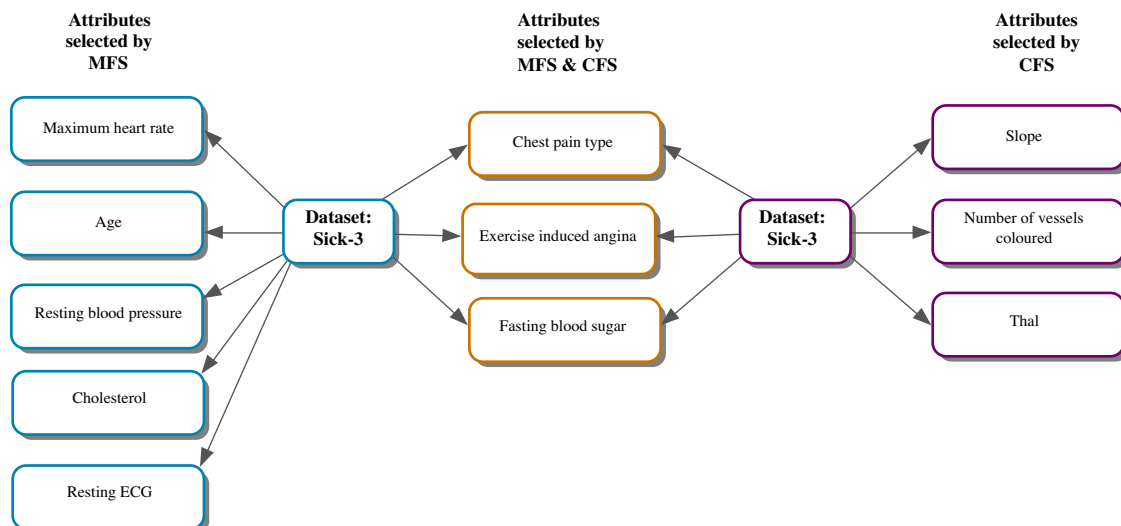 Attributes
selected by
MFS
Attributes
selected by
MFS & CFS
Attributes
selected by
CFS
Maximum heart rate
Age
Resting blood pressure
Cholesterol
Resting ECG
Dataset:
Sick-3
Chest pain type
Exercise induced angina
Fasting blood sugar
Dataset:
Sick-3
Slope
Number of vessels
coloured
Thal